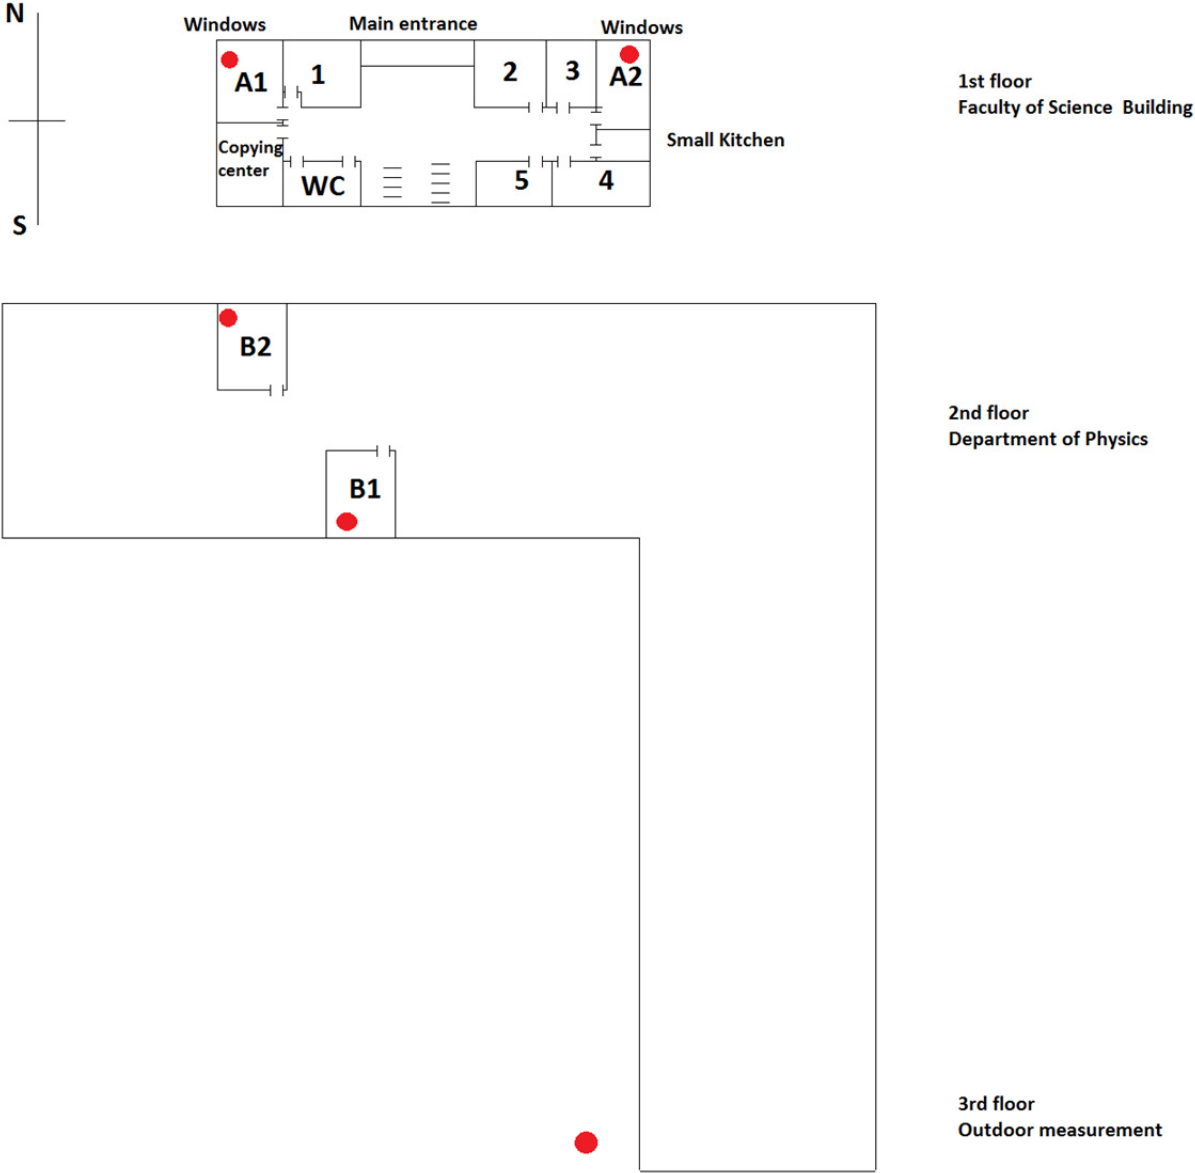 N
Windows
Main entrance
Windows
A1
1
2
3
A2
1st floor
Faculty of Science Building
Copying
center
Small Kitchen
WC
5
4
S
B2
2nd floor
Department of Physics
B1
3rd floor
Outdoor measurement